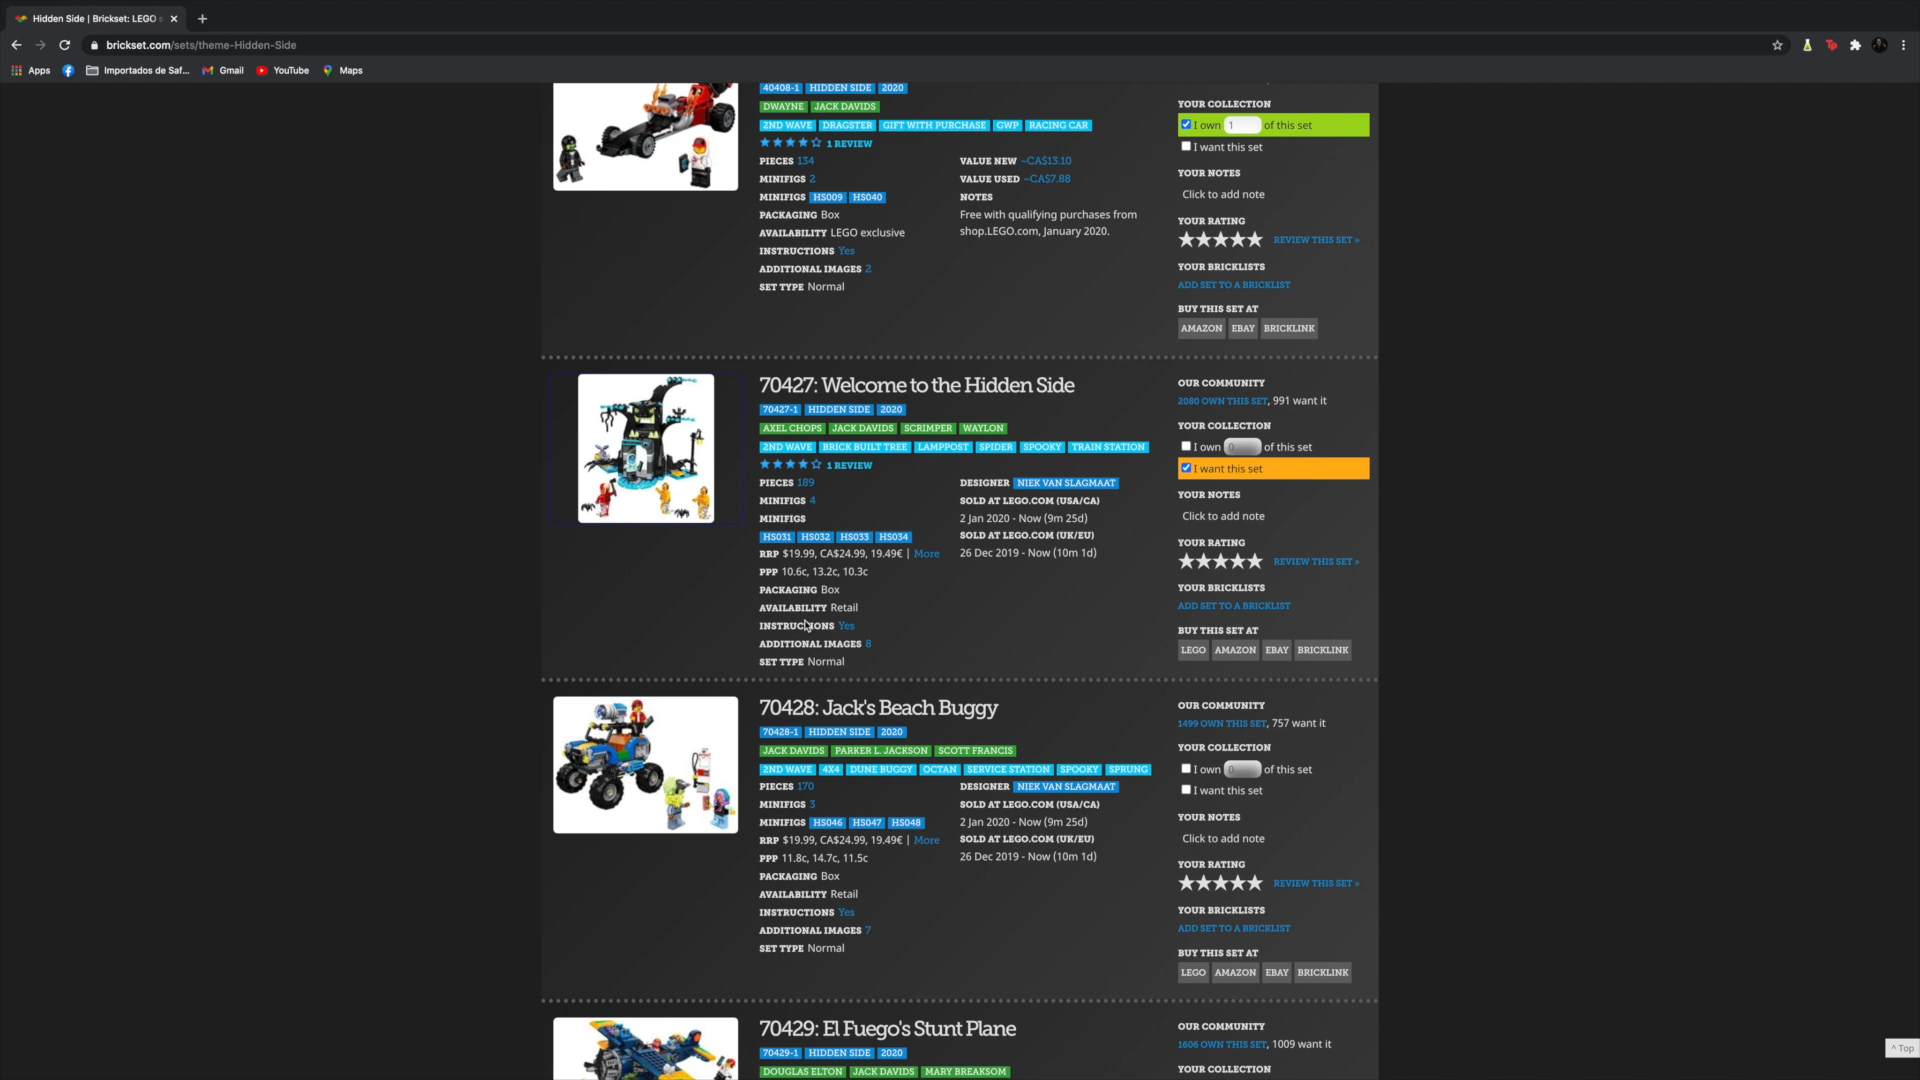 Hidden Side | Brickset: LEGO s
brickset.com/sets/theme-Hidden-Side
Apps
Importados de Saf...
Gmail
YouTube
Maps
40408-1 HIDDEN SIDE 2020
DWAYNE JACK DAVIDS
2ND WAVE DRAGSTER GIFT WITH PURCHASE GWP RACING CAR
1 REVIEW
PIECES 134
MINIFIGS 2
MINIFIGS HS009 HS040
PACKAGING Box
AVAILABILITY LEGO exclusive
INSTRUCTIONS Yes
ADDITIONAL IMAGES 2
SET TYPE Normal
VALUE NEW ~CA$13.10
VALUE USED ~CA$7.88
NOTES
Free with qualifying purchases from
shop.LEGO.com, January 2020.
YOUR COLLECTION
I own 1 of this set
I want this set
YOUR NOTES
Click to add note
YOUR RATING
REVIEW THIS SET »
YOUR BRICKLISTS
ADD SET TO A BRICKLIST
BUY THIS SET AT
AMAZON EBAY BRICKLINK
70427: Welcome to the Hidden Side
70427-1 HIDDEN SIDE 2020
AXEL CHOPS JACK DAVIDS SCRIMPER WAYLON
2ND WAVE BRICK BUILT TREE LAMPPOST SPIDER SPOOKY TRAIN STATION
1 REVIEW
PIECES 189
MINIFIGS 4
MINIFIGS
HS031 HS032 HS033 HS034
RRP $19.99, CA$24.99, 19.49€ | More
PPP 10.6c, 13.2c, 10.3c
PACKAGING Box
AVAILABILITY Retail
INSTRUCTIONS Yes
ADDITIONAL IMAGES 8
SET TYPE Normal
DESIGNER NIEK VAN SLAGMAAT
SOLD AT LEGO.COM (USA/CA)
2 Jan 2020 - Now (9m 25d)
SOLD AT LEGO.COM (UK/EU)
26 Dec 2019 - Now (10m 1d)
OUR COMMUNITY
2080 OWN THIS SET, 991 want it
YOUR COLLECTION
I own 0 of this set
I want this set
YOUR NOTES
Click to add note
YOUR RATING
REVIEW THIS SET »
YOUR BRICKLISTS
ADD SET TO A BRICKLIST
BUY THIS SET AT
LEGO AMAZON EBAY BRICKLINK
70428: Jack's Beach Buggy
70428-1 HIDDEN SIDE 2020
JACK DAVIDS PARKER L. JACKSON SCOTT FRANCIS
2ND WAVE 4X4 DUNE BUGGY OCTAN SERVICE STATION SPOOKY SPRUNG
PIECES 170
MINIFIGS 3
MINIFIGS HS046 HS047 HS048
RRP $19.99, CA$24.99, 19.49€ | More
PPP 11.8c, 14.7c, 11.5c
PACKAGING Box
AVAILABILITY Retail
INSTRUCTIONS Yes
ADDITIONAL IMAGES 7
SET TYPE Normal
DESIGNER NIEK VAN SLAGMAAT
SOLD AT LEGO.COM (USA/CA)
2 Jan 2020 - Now (9m 25d)
SOLD AT LEGO.COM (UK/EU)
26 Dec 2019 - Now (10m 1d)
OUR COMMUNITY
1499 OWN THIS SET, 757 want it
YOUR COLLECTION
I own 0 of this set
I want this set
YOUR NOTES
Click to add note
YOUR RATING
REVIEW THIS SET »
YOUR BRICKLISTS
ADD SET TO A BRICKLIST
BUY THIS SET AT
LEGO AMAZON EBAY BRICKLINK
70429: El Fuego's Stunt Plane
70429-1 HIDDEN SIDE 2020
DOUGLAS ELTON JACK DAVIDS MARY BREAKSOM
OUR COMMUNITY
1606 OWN THIS SET, 1009 want it
YOUR COLLECTION
^ Top